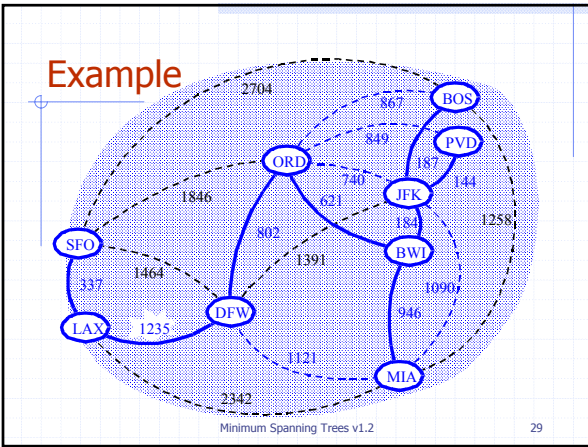 Example
2704
867
BOS
849
PVD
ORD
187
740
144
JFK
1846
621
184
1258
SFO
802
BWI
1464
1391
337
1090
DFW
946
LAX
1235
1121
MIA
2342
Minimum Spanning Trees v1.2
29